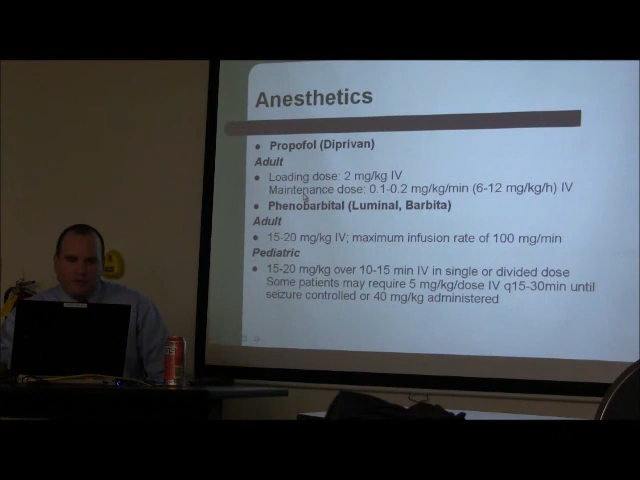 Anesthetics
Propofol (Diprivan)
Adult
Loading dose: 2 mg/kg IV
Maintenance dose: 0.1-0.2 mg/kg/min (6-12 mg/kg/h) IV
Phenobarbital (Luminal, Barbita)
Adult
15-20 mg/kg IV; maximum infusion rate of 100 mg/min
Pediatric
15-20 mg/kg over 10-15 min IV in single or divided dose
Some patients may require 5 mg/kg/dose IV q15-30min until
seizure controlled or 40 mg/kg administered